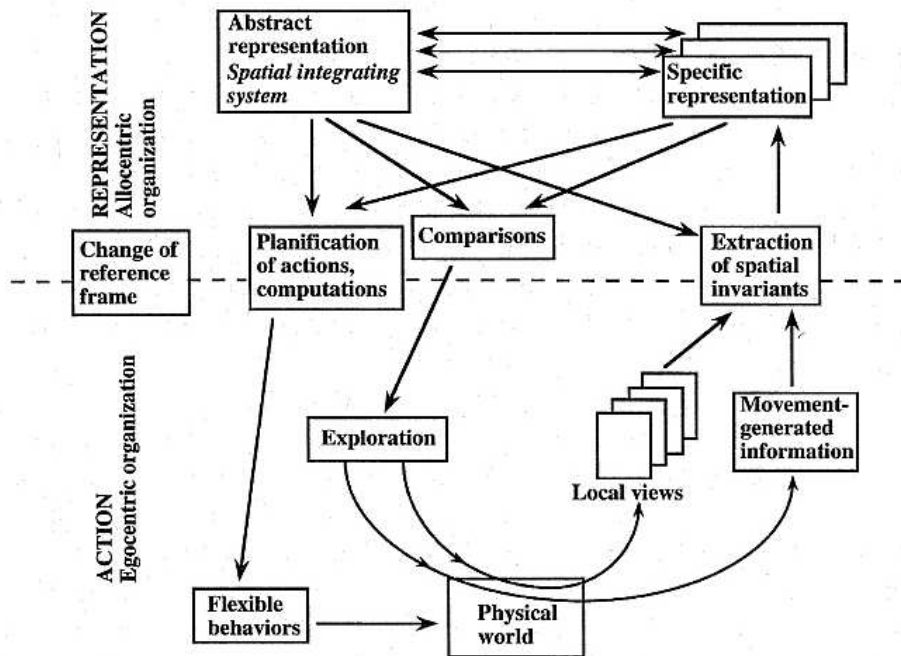 Abstract
representation
Spatial integrating
system
Specific
representation
REPRESENTATION
Allocentric
organization
Change of
reference
frame
Planification
of actions,
computations
Comparisons
Extraction
of spatial
invariants
Exploration
Local views
Movement-
generated
information
ACTION
Egocentric organization
Flexible
behaviors
Physical
world